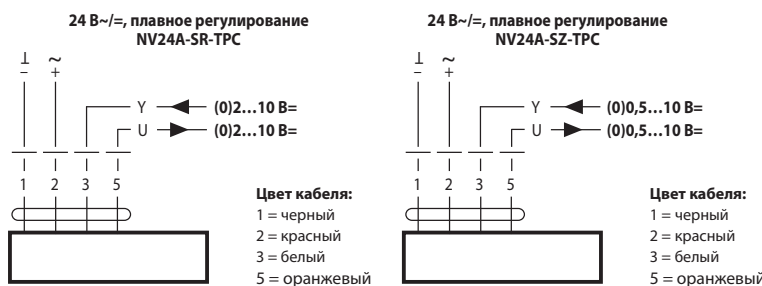 24 В~/=, плавное регулирование
NV24A-SR-TPC
⊥ ~
– +
Y (0)2…10 В=
U (0)2…10 В=
1 2 3 5
Цвет кабеля:
1 = черный
2 = красный
3 = белый
5 = оранжевый
24 В~/=, плавное регулирование
NV24A-SZ-TPC
⊥ ~
– +
Y (0)0,5…10 В=
U (0)0,5…10 В=
1 2 3 5
Цвет кабеля:
1 = черный
2 = красный
3 = белый
5 = оранжевый